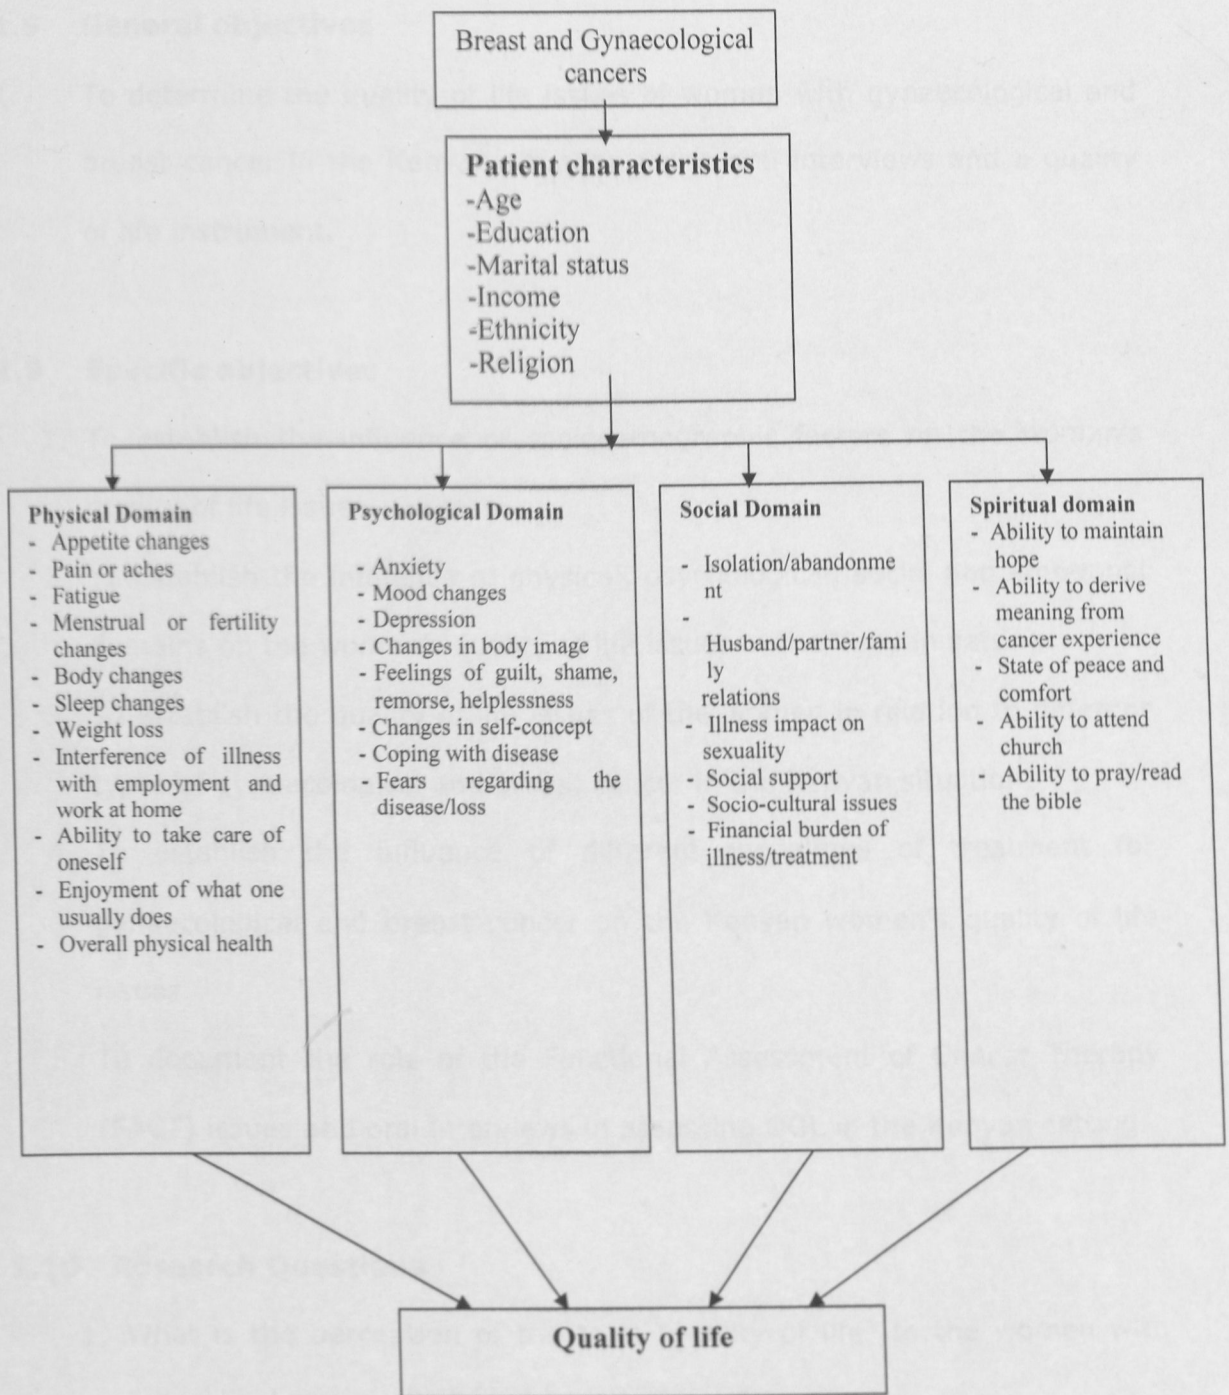 Breast and Gynaecological
cancers
Patient characteristics
-Age
-Education
-Marital status
-Income
-Ethnicity
-Religion
Physical Domain
- Appetite changes
- Pain or aches
- Fatigue
- Menstrual or fertility
changes
- Body changes
- Sleep changes
- Weight loss
- Interference of illness
with employment and
work at home
- Ability to take care of
oneself
- Enjoyment of what one
usually does
- Overall physical health
Psychological Domain
- Anxiety
- Mood changes
- Depression
- Changes in body image
- Feelings of guilt, shame,
remorse, helplessness
- Changes in self-concept
- Coping with disease
- Fears regarding the
disease/loss
Social Domain
- Isolation/abandonme
nt
-
Husband/partner/fami
ly
relations
- Illness impact on
sexuality
- Social support
- Socio-cultural issues
- Financial burden of
illness/treatment
Spiritual domain
- Ability to maintain
hope
- Ability to derive
meaning from
cancer experience
- State of peace and
comfort
- Ability to attend
church
- Ability to pray/read
the bible
Quality of life